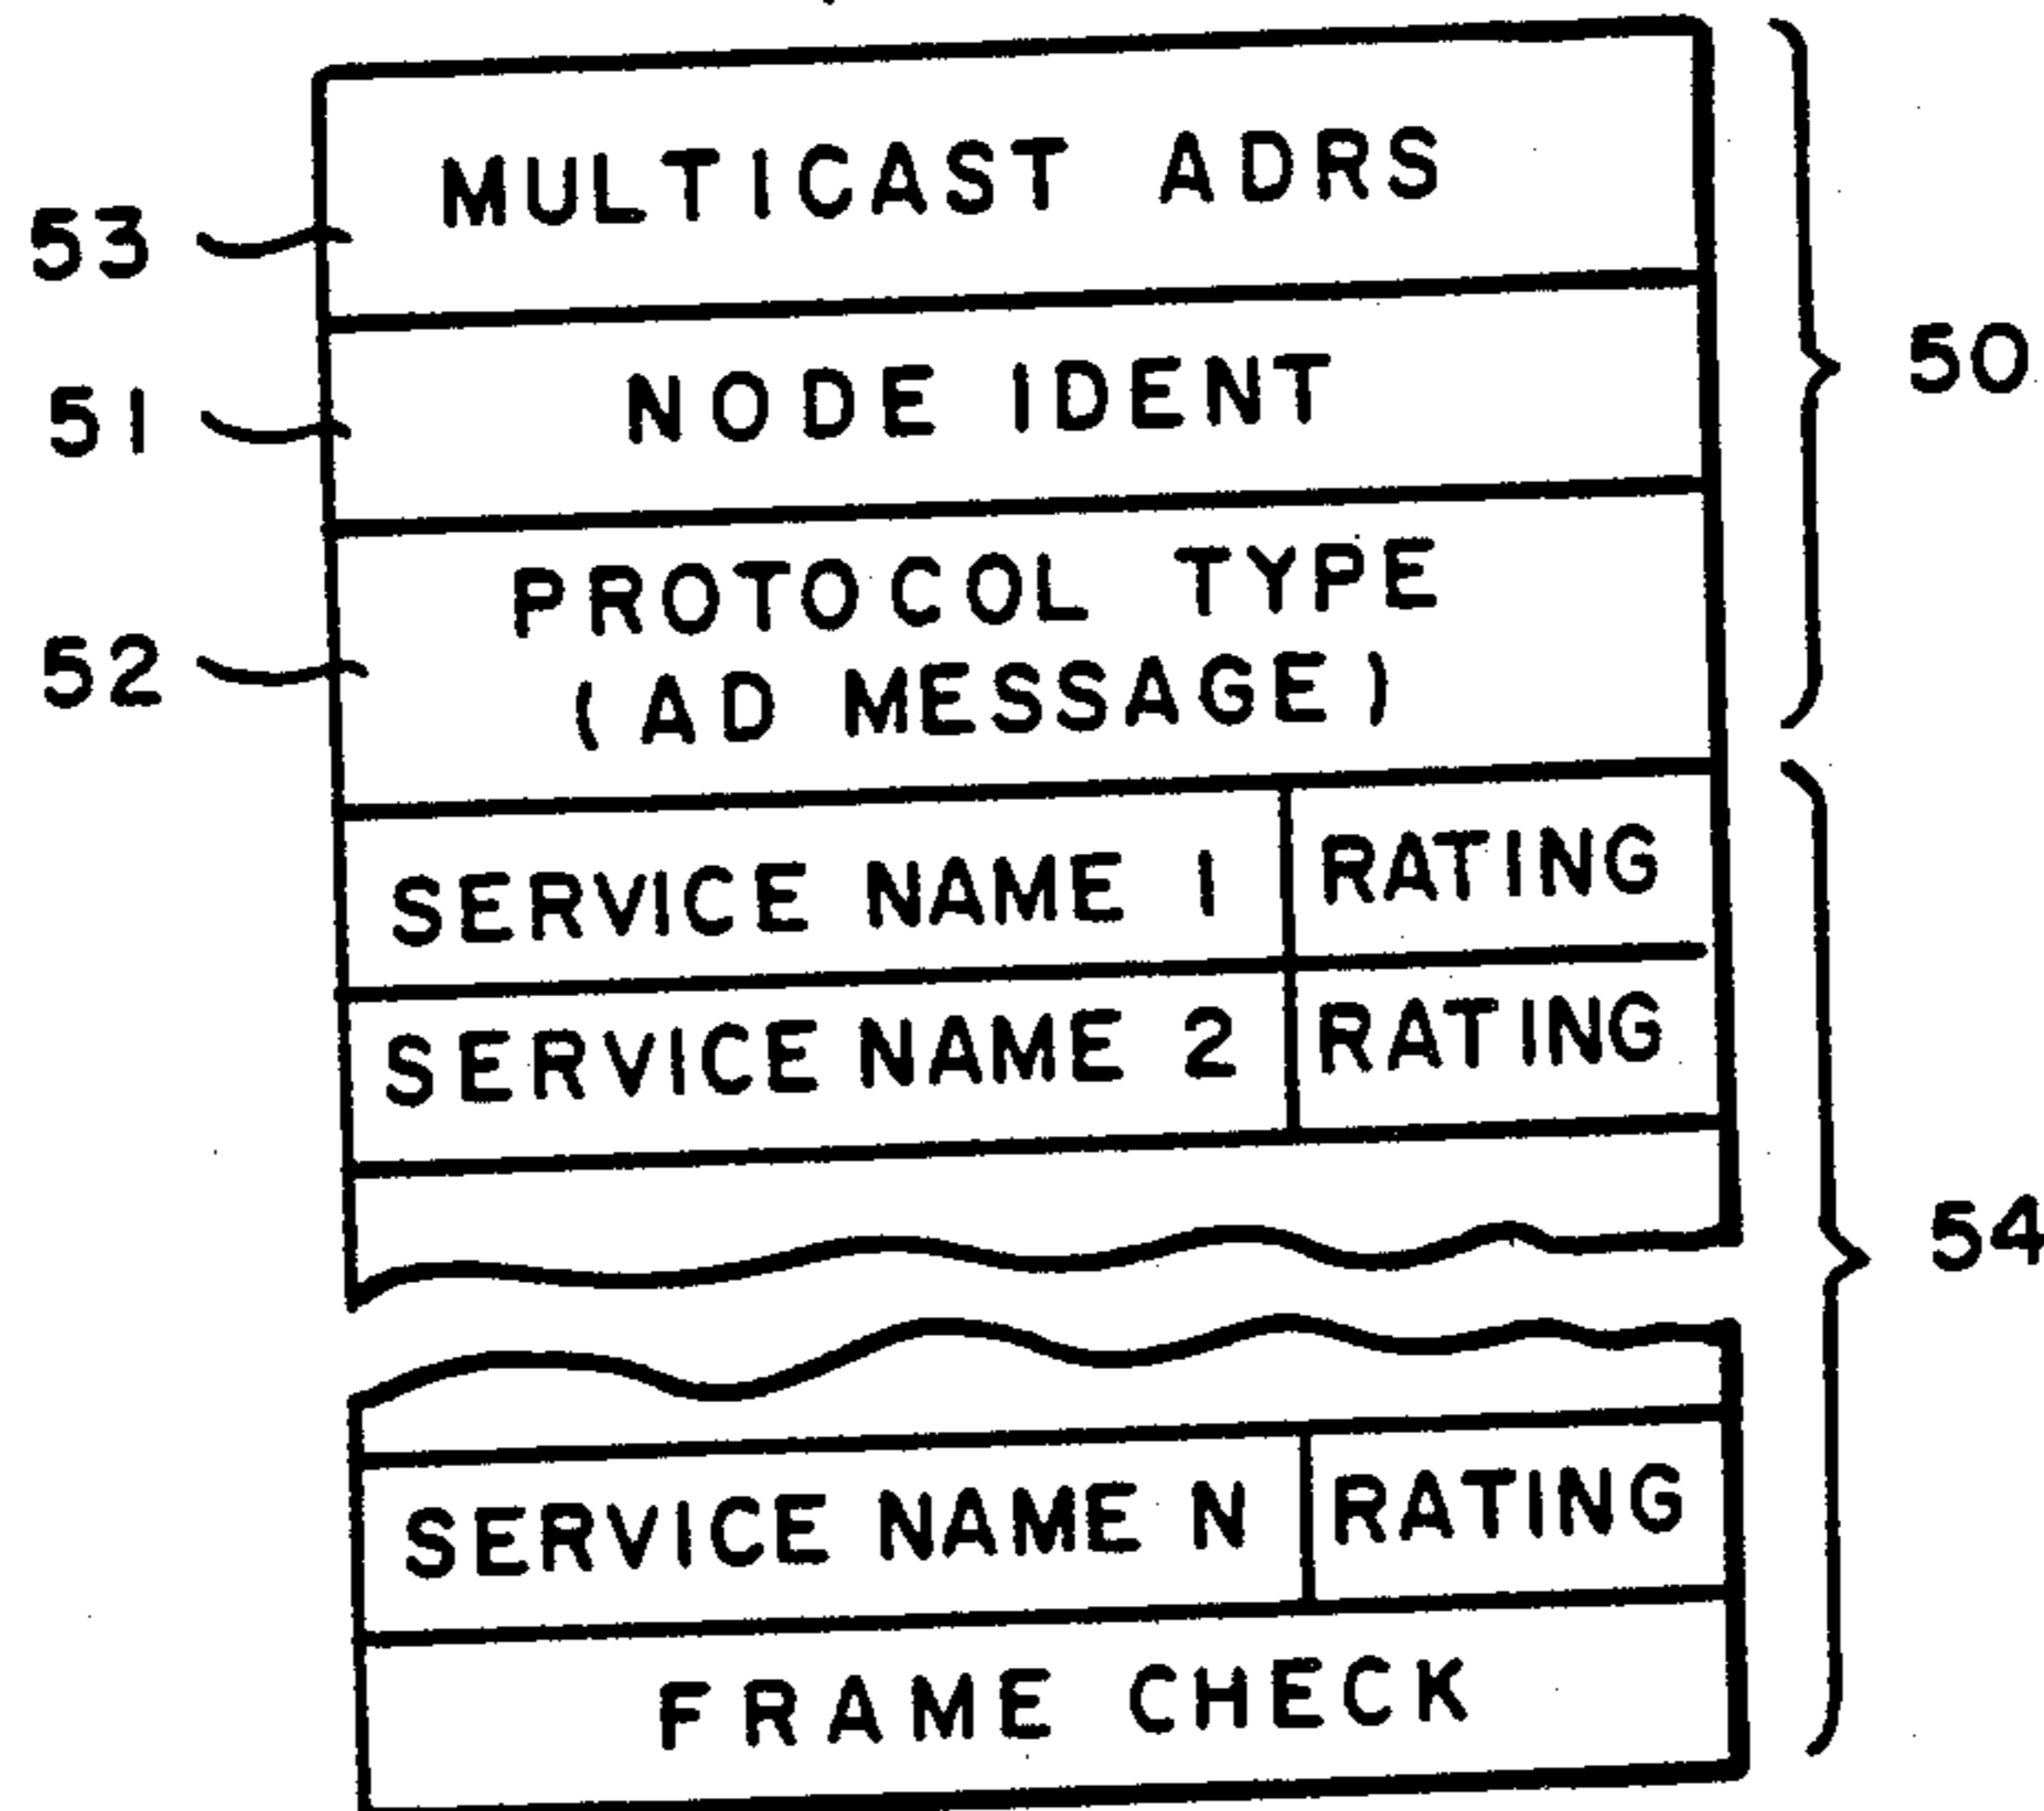 MULTICAST ADRS
53
NODE IDENT
50
51
PROTOCOL TYPE
(AD MESSAGE)
52
SERVICE NAME 1 RATING
SERVICE NAME 2 RATING
54
SERVICE NAME N RATING
FRAME CHECK